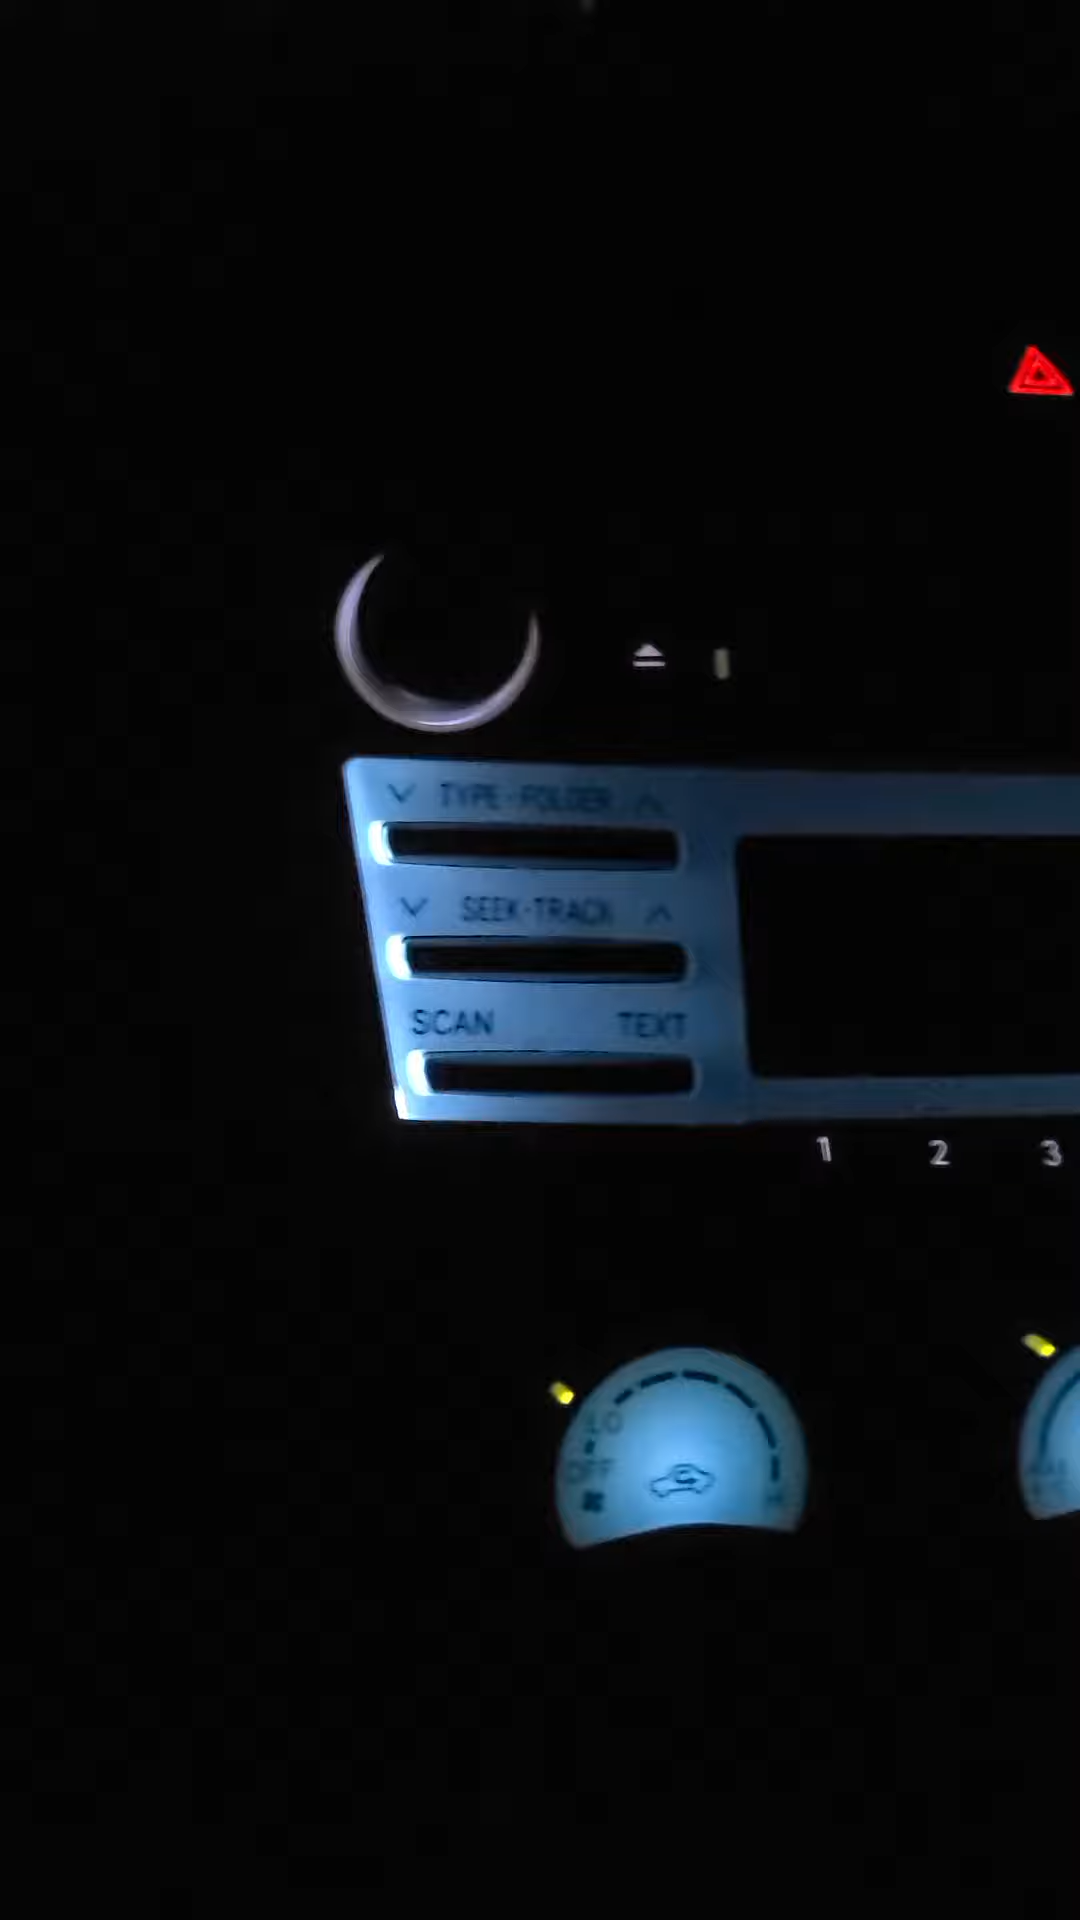 TYPE·FOLDER
SEEK·TRACK
SCAN TEXT
1 2 3
LO
OFF